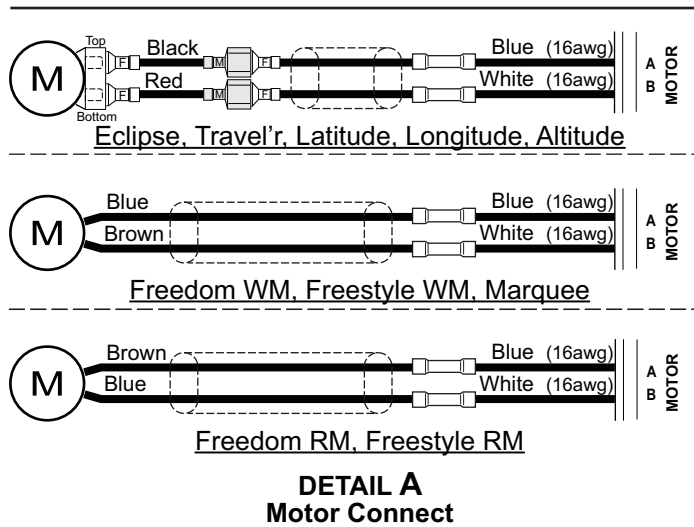 Top
Black
Blue (16awg)
M
F
M
F
A
Red
White (16awg)
B
MOTOR
F
M
F
Bottom
Eclipse, Travel’r, Latitude, Longitude, Altitude
Blue
Blue (16awg)
M
A
Brown
White (16awg)
B
MOTOR
Freedom WM, Freestyle WM, Marquee
Brown
Blue (16awg)
M
A
Blue
White (16awg)
B
MOTOR
Freedom RM, Freestyle RM
DETAIL A
Motor Connect